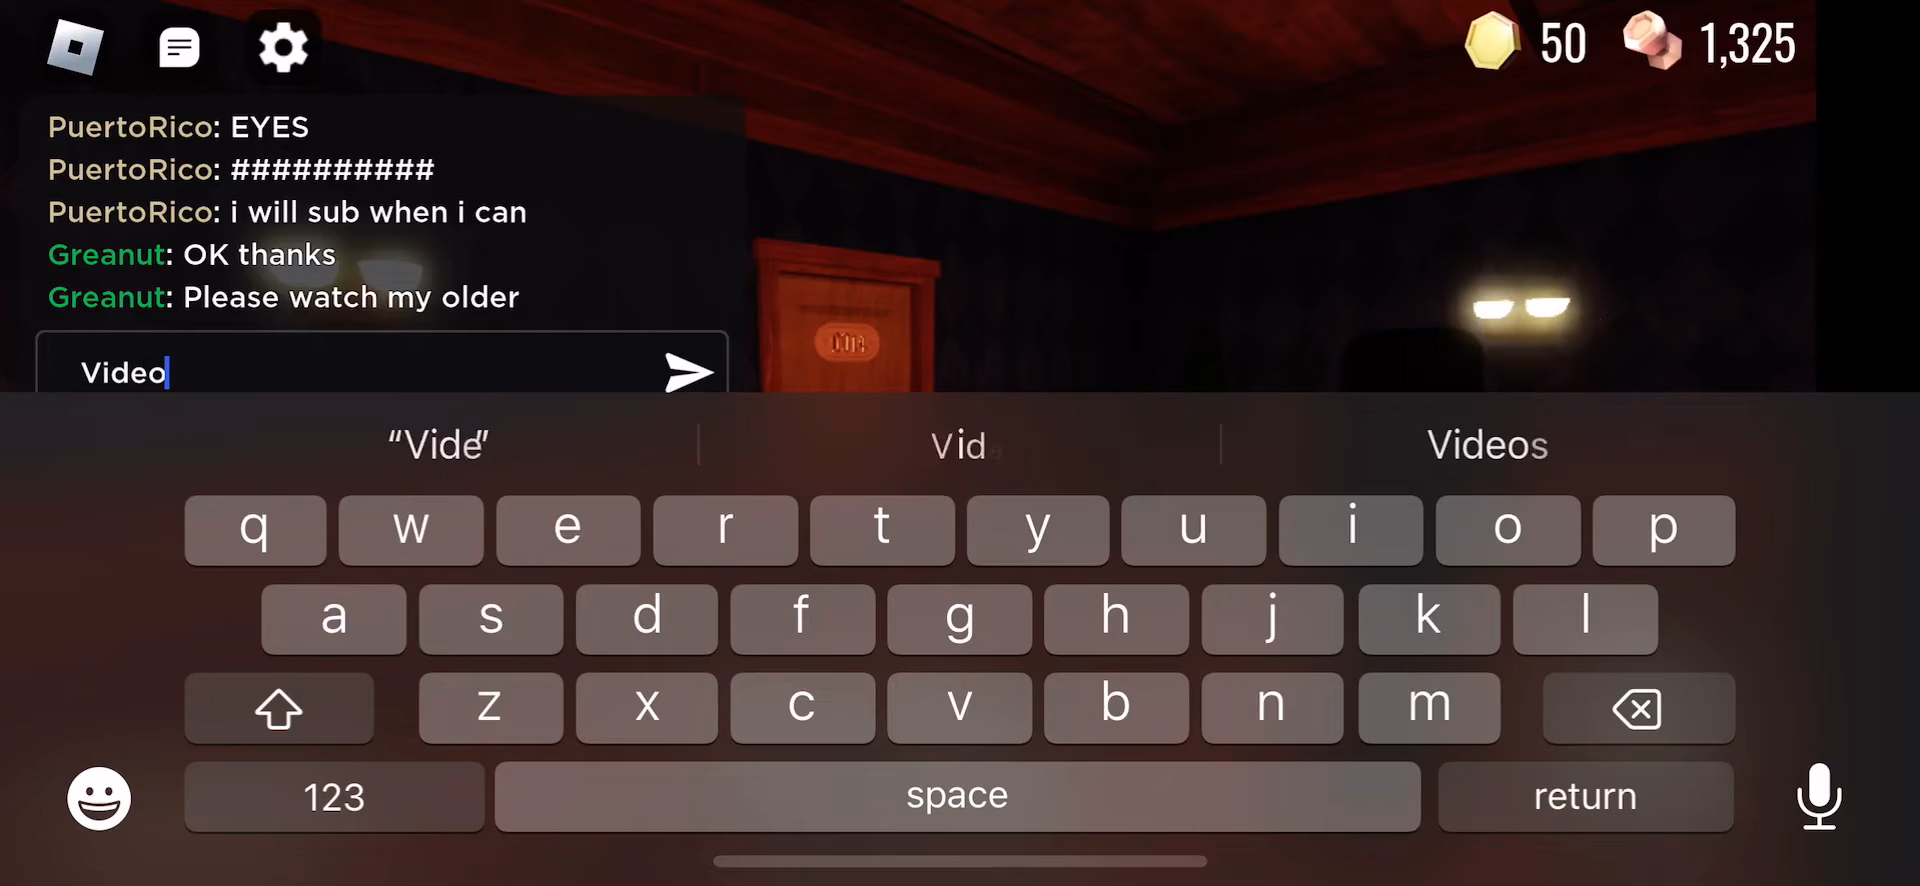 50 1,325
PuertoRico: EYES
PuertoRico: ##########
PuertoRico: i will sub when i can
Greanut: OK thanks
Greanut: Please watch my older
Video
“Vide” Vid Videos
q w e r t y u i o p
a s d f g h j k l
z x c v b n m
123 space return